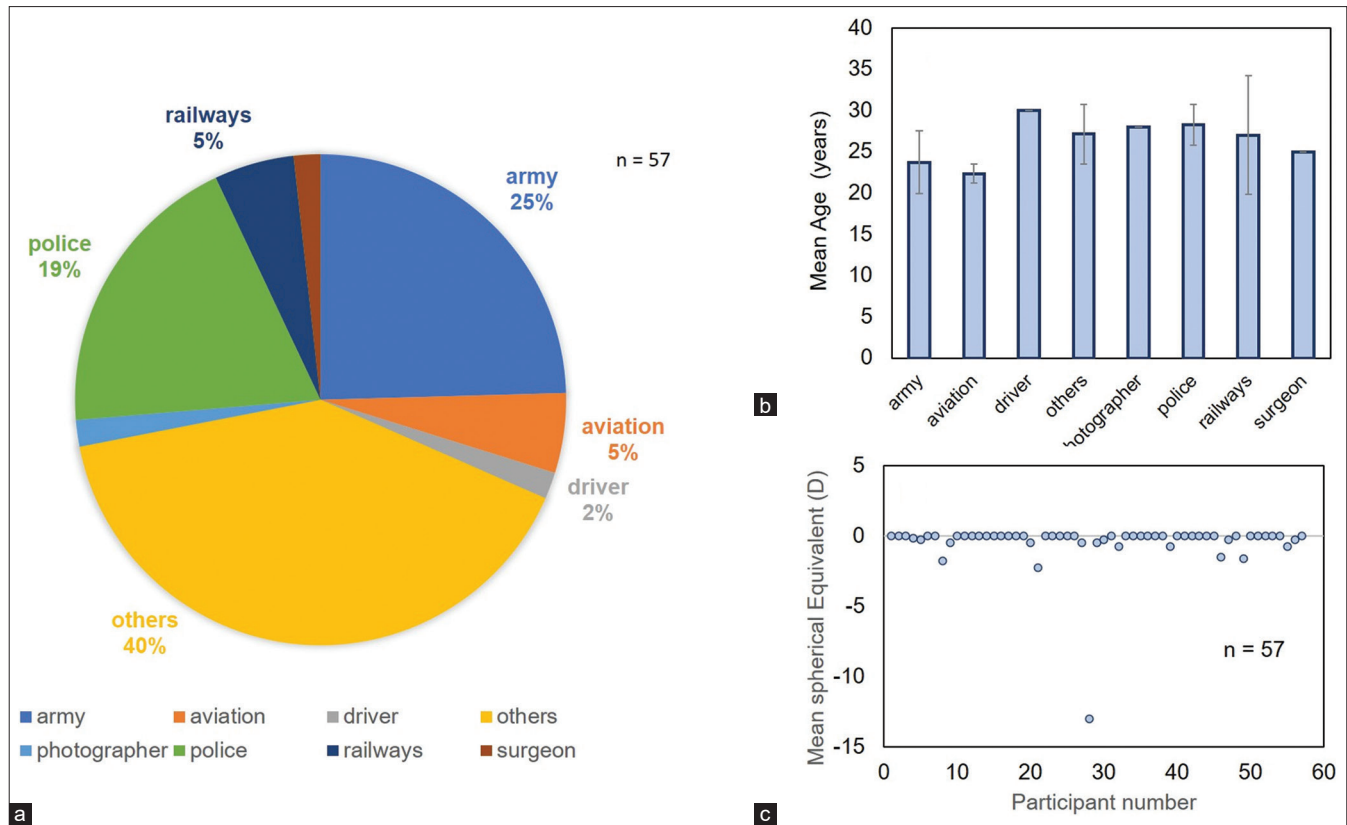 railways
5%
n = 57
army
25%
police
19%
aviation
5%
driver
2%
others
40%
army aviation driver others
photographer police railways surgeon
a
40
35
30
25
20
15
10
5
0
Mean Age (years)
army aviation driver others hotographer police railways surgeon
b
5
0
-5
-10
-15
Mean spherical Equivalent (D)
n = 57
0 10 20 30 40 50 60
Participant number
c